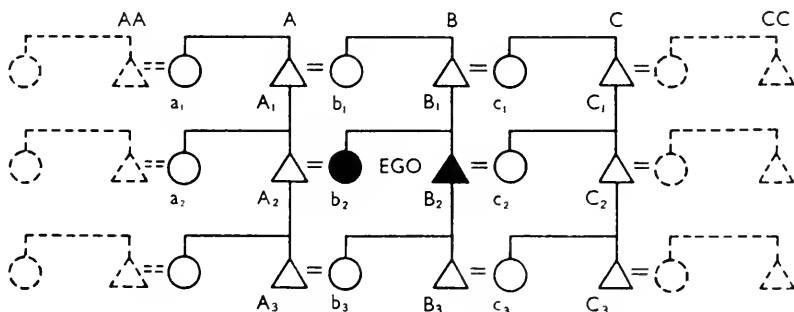 AA A B C CC
a₁ A₁ b₁ B₁ c₁ C₁
EGO
a₂ A₂ b₂ B₂ c₂ C₂
A₃ b₃ B₃ c₃ C₃